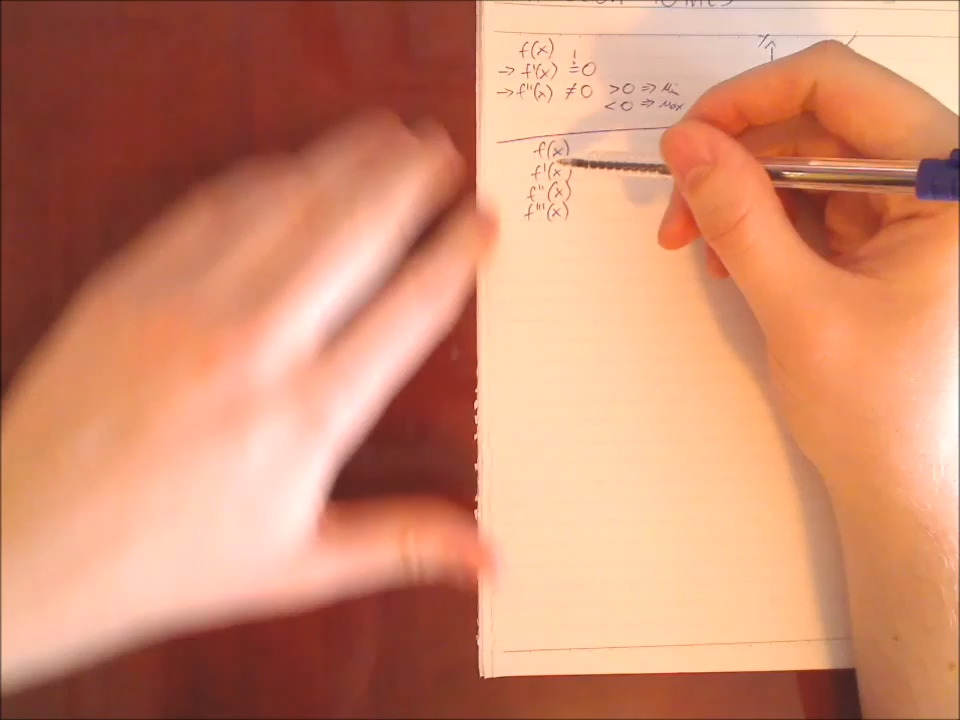 f(x)
→ f'(x) != 0
→ f''(x) ≠ 0 > 0 ⇒ Min
< 0 ⇒ Max
f(x)
f'(x)
f''(x)
f'''(x)